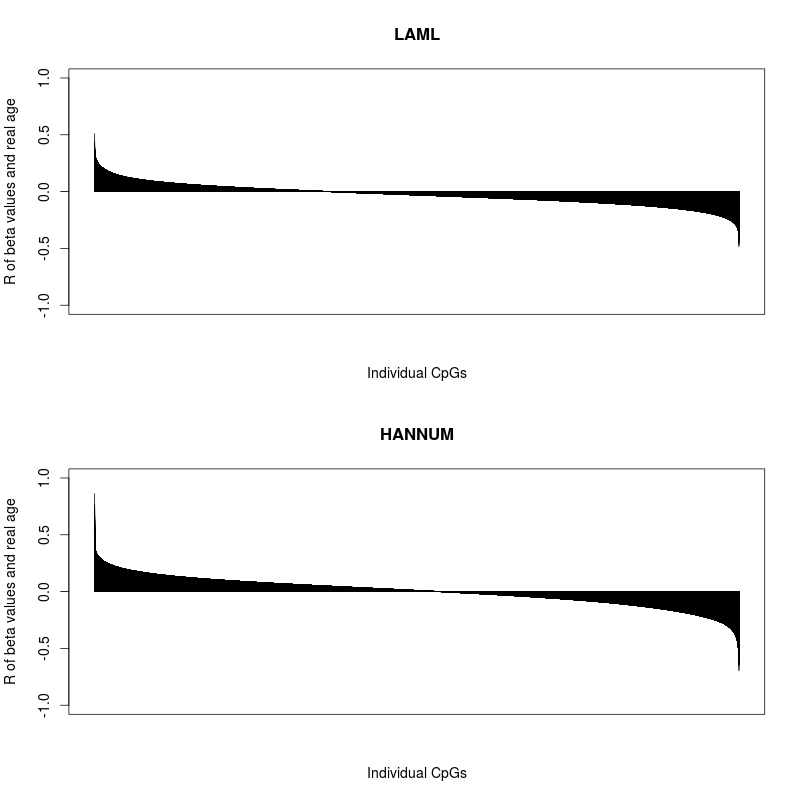 LAML
R of beta values and real age
1.0
0.5
0.0
-0.5
-1.0
Individual CpGs
HANNUM
R of beta values and real age
1.0
0.5
0.0
-0.5
-1.0
Individual CpGs